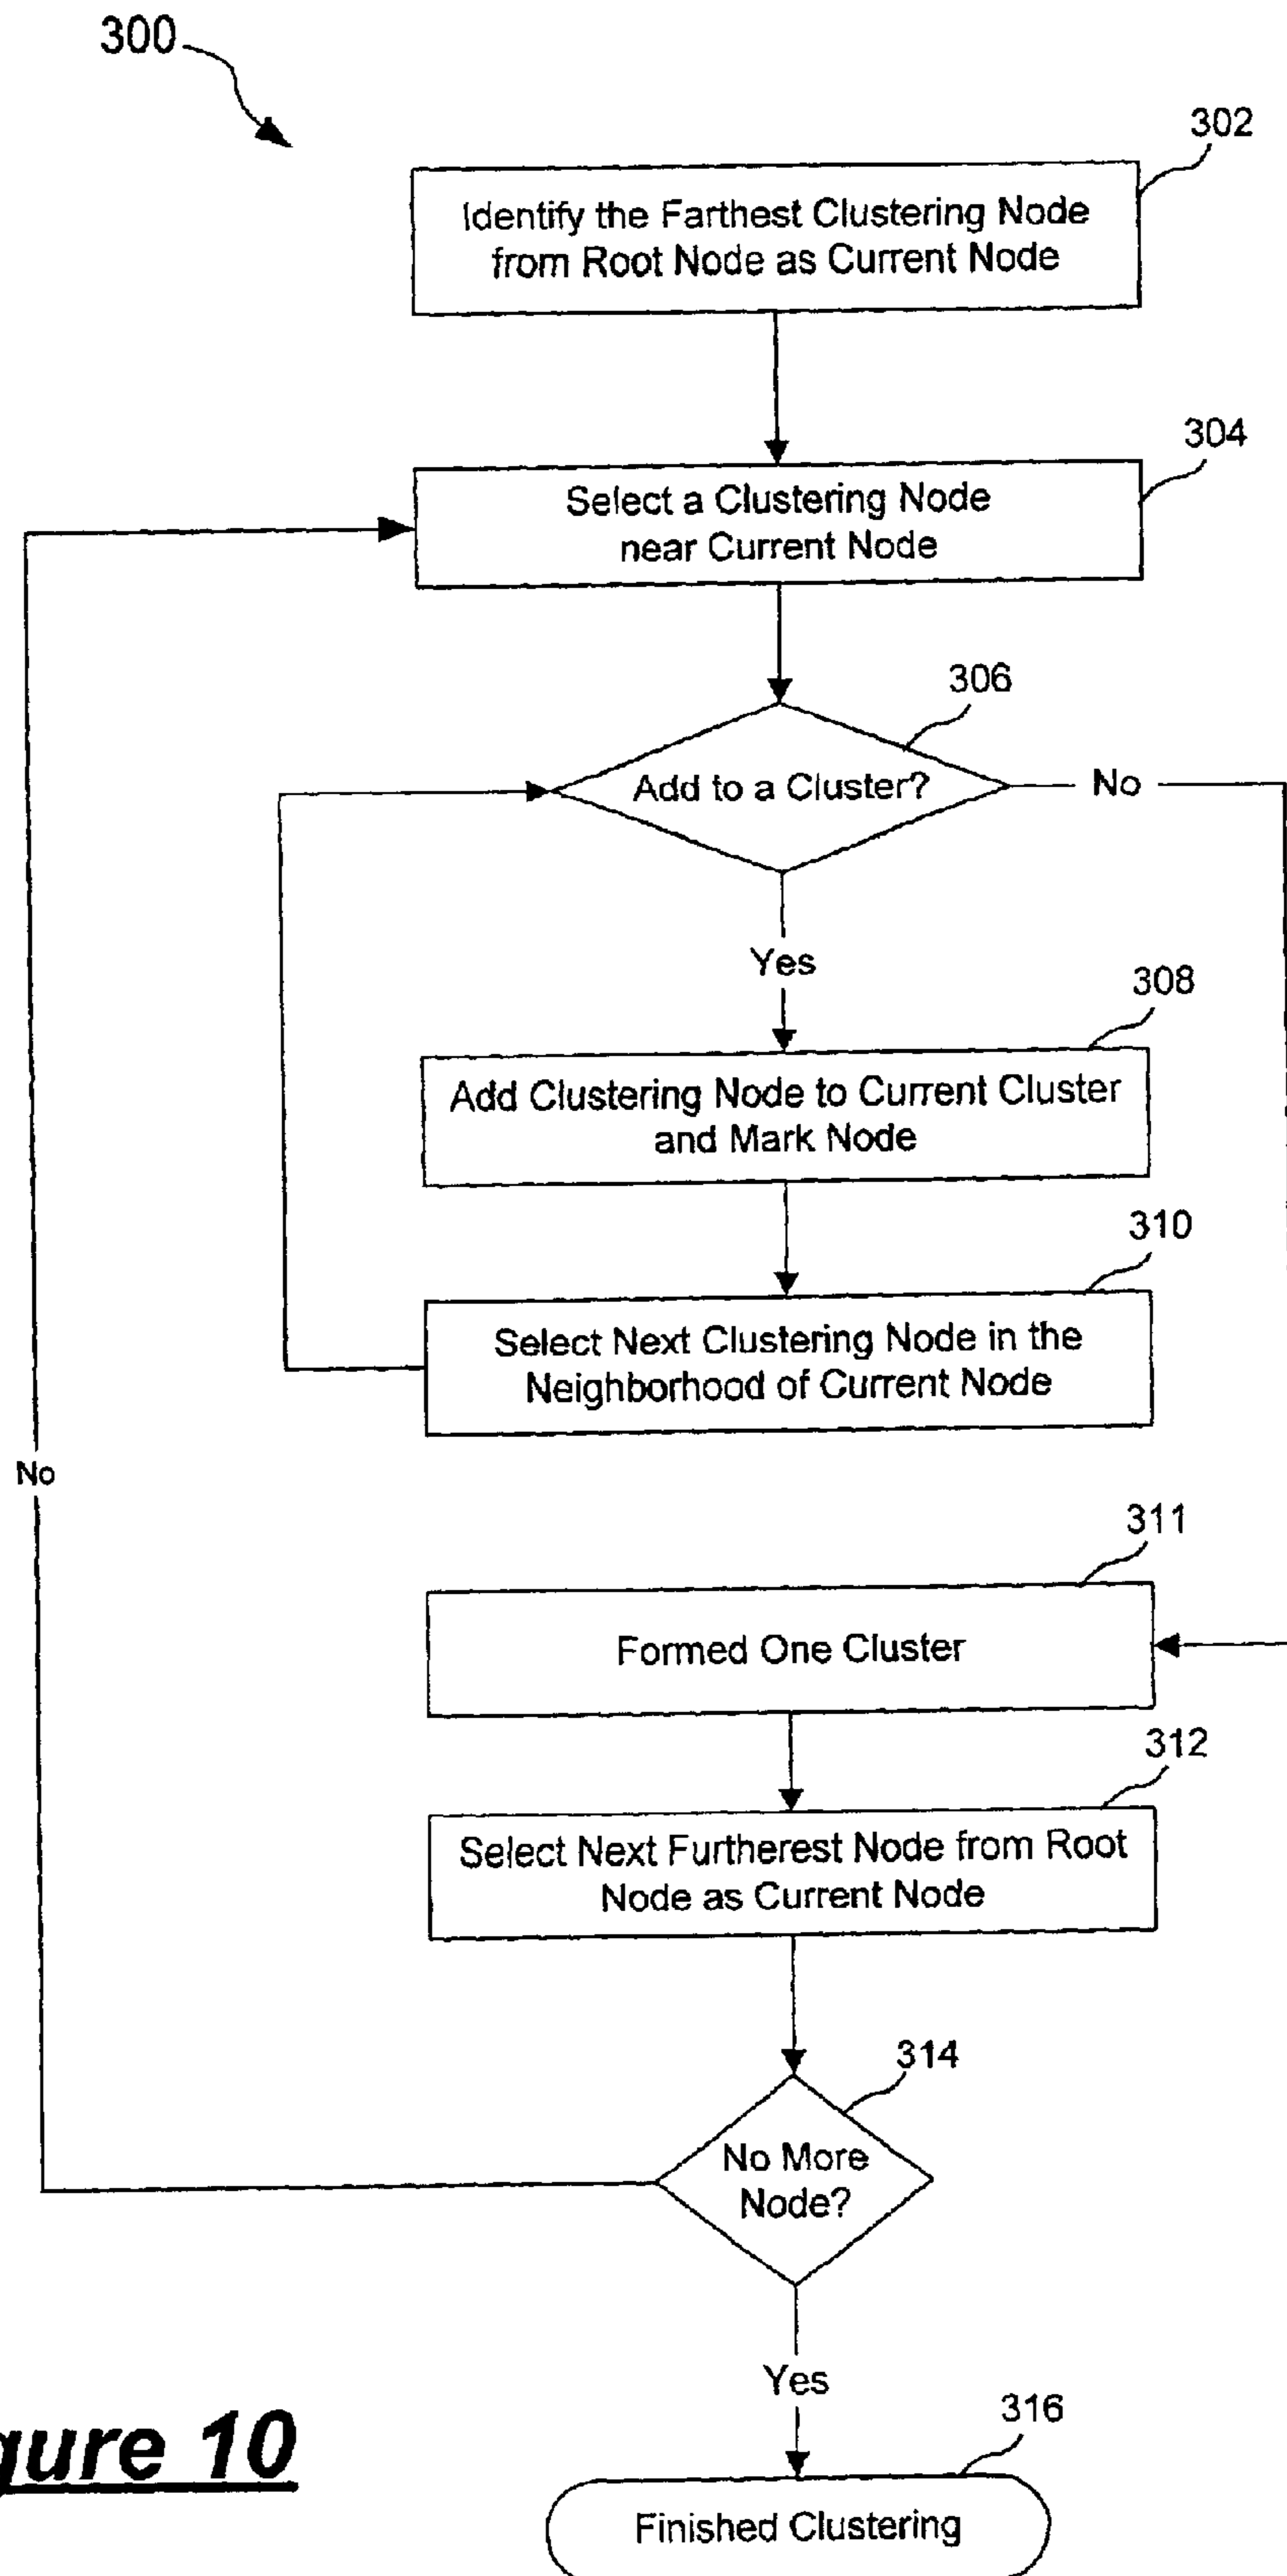 300
302
Identify the Farthest Clustering Node
from Root Node as Current Node
304
Select a Clustering Node
near Current Node
306
Add to a Cluster?
No
Yes
308
Add Clustering Node to Current Cluster
and Mark Node
310
Select Next Clustering Node in the
Neighborhood of Current Node
No
311
Formed One Cluster
312
Select Next Furtherest Node from Root
Node as Current Node
314
No More
Node?
Yes
316
Finished Clustering
gure 10